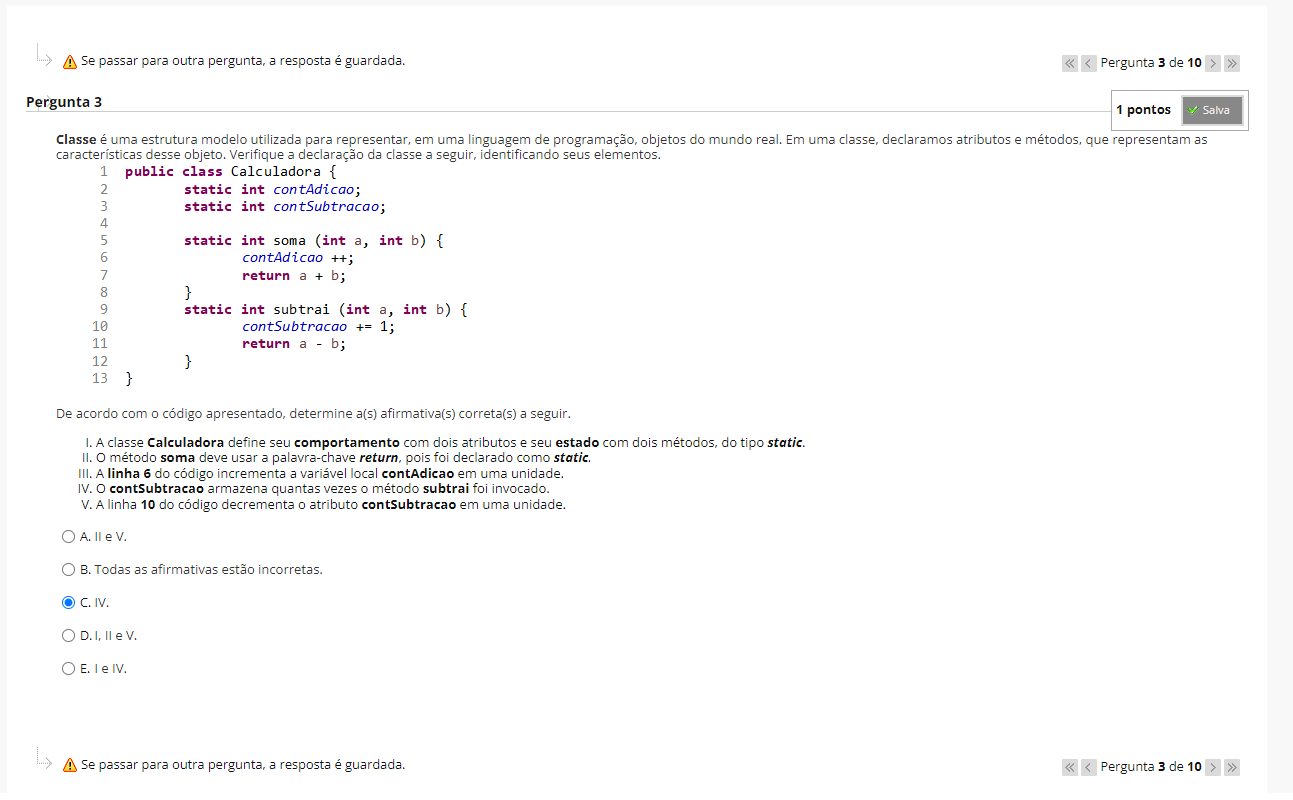 Se passar para outra pergunta, a resposta é guardada.
Pergunta 3 de 10
Pergunta 3
1 pontos
Salva
Classe é uma estrutura modelo utilizada para representar, em uma linguagem de programação, objetos do mundo real. Em uma classe, declaramos atributos e métodos, que representam as
características desse objeto. Verifique a declaração da classe a seguir, identificando seus elementos.
1 public class Calculadora {
2 static int contAdicao;
3 static int contSubtracao;
4
5 static int soma (int a, int b) {
6 contAdicao ++;
7 return a + b;
8 }
9 static int subtrai (int a, int b) {
10 contSubtracao += 1;
11 return a - b;
12 }
13 }
De acordo com o código apresentado, determine a(s) afirmativa(s) correta(s) a seguir.
I. A classe Calculadora define seu comportamento com dois atributos e seu estado com dois métodos, do tipo static.
II. O método soma deve usar a palavra-chave return, pois foi declarado como static.
III. A linha 6 do código incrementa a variável local contAdicao em uma unidade.
IV. O contSubtracao armazena quantas vezes o método subtrai foi invocado.
V. A linha 10 do código decrementa o atributo contSubtracao em uma unidade.
A. II e V.
B. Todas as afirmativas estão incorretas.
C. IV.
D. I, II e V.
E. I e IV.
Se passar para outra pergunta, a resposta é guardada.
Pergunta 3 de 10